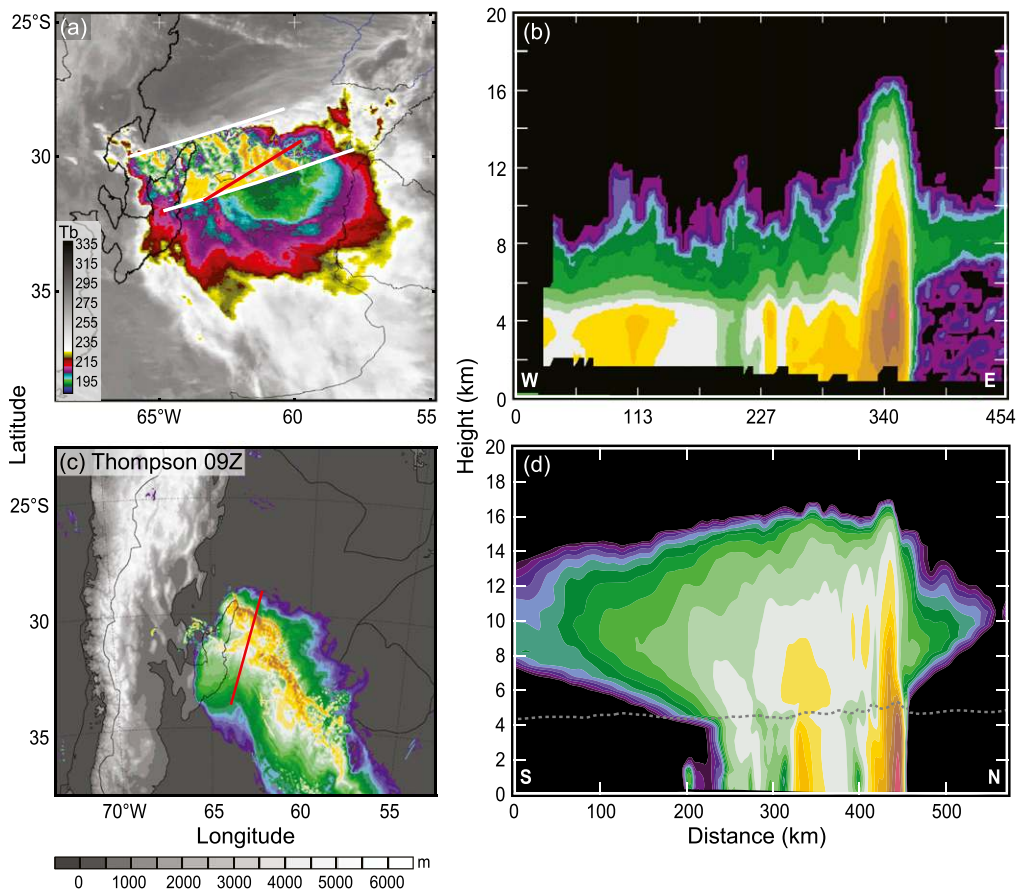 25°S
(a)
30
35
Tb
335
315
295
275
255
235
215
195
65°W
60
55
(b)
20
16
12
8
4
0
W
E
0
113
227
340
454
Latitude
Height (km)
(c) Thompson 09Z
25°S
30
35
70°W
65
60
55
Longitude
(d)
20
18
16
14
12
10
8
6
4
2
0
S
N
0
100
200
300
400
500
Distance (km)
m
0
1000
2000
3000
4000
5000
6000